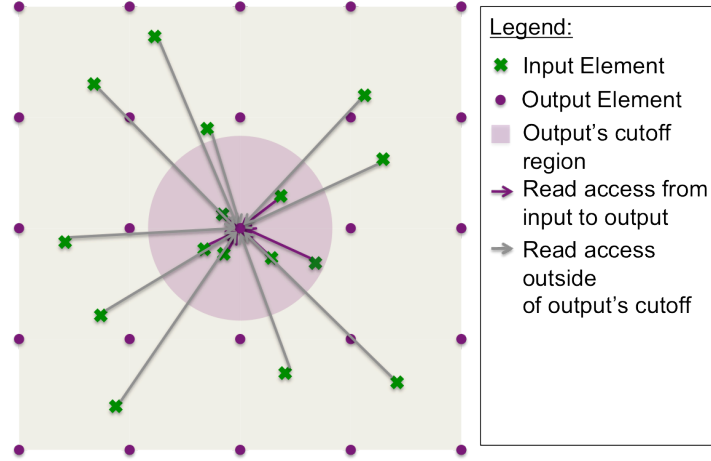 Legend:
Input Element
Output Element
Output's cutoff
region
Read access from
input to output
Read access
outside
of output's cutoff